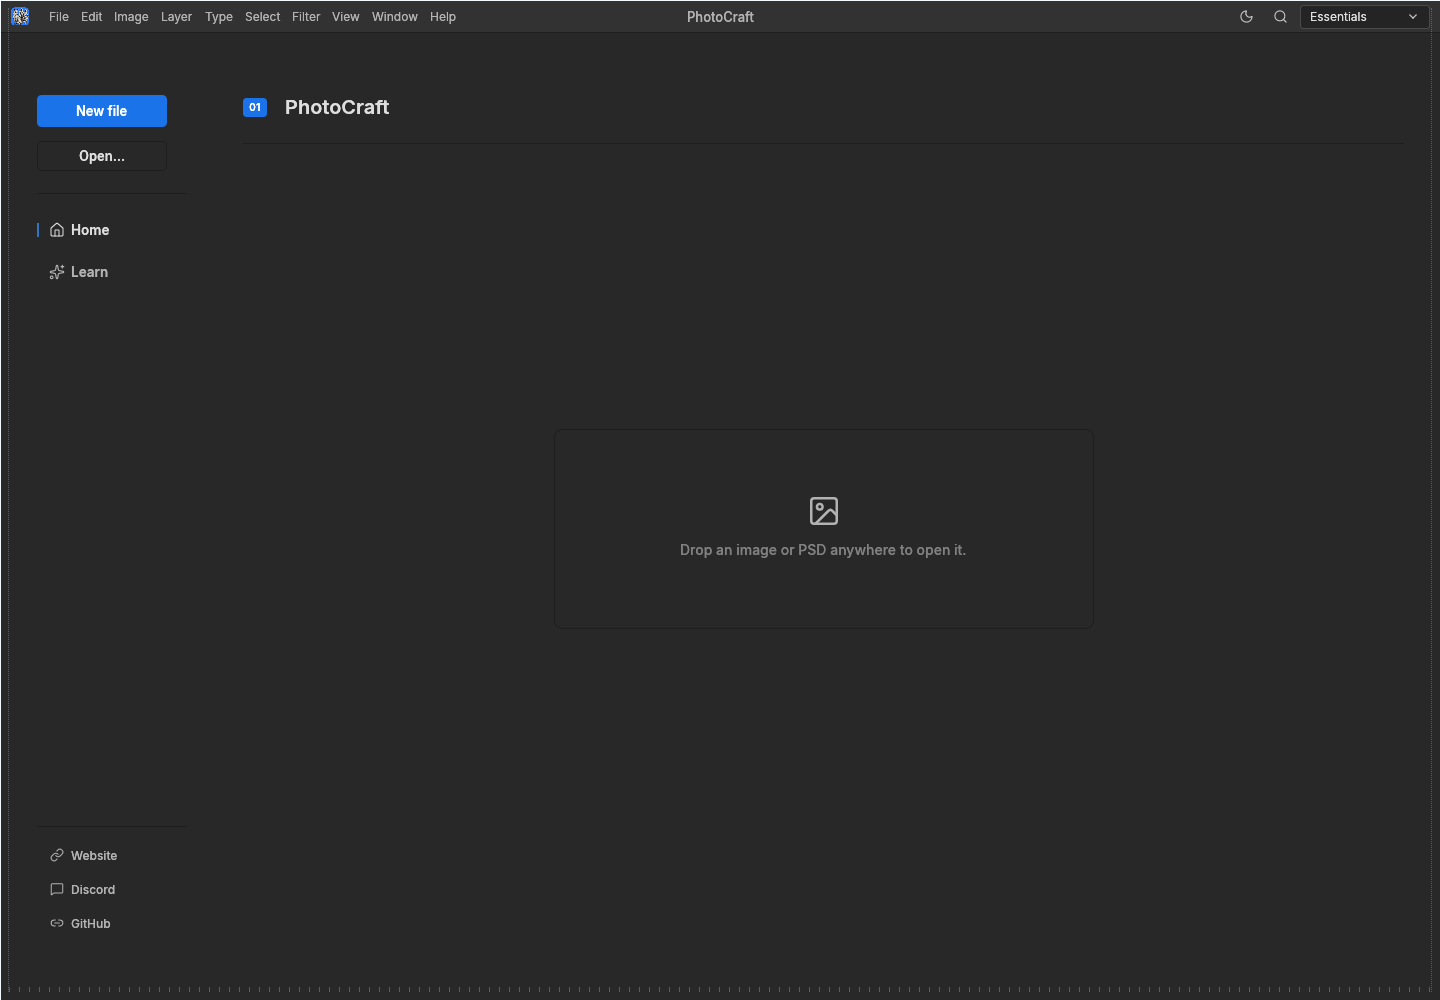 File Edit Image Layer Type Select Filter View Window Help
PhotoCraft
Essentials
New file
Open...
Home
Learn
01 PhotoCraft
Drop an image or PSD anywhere to open it.
Website
Discord
GitHub